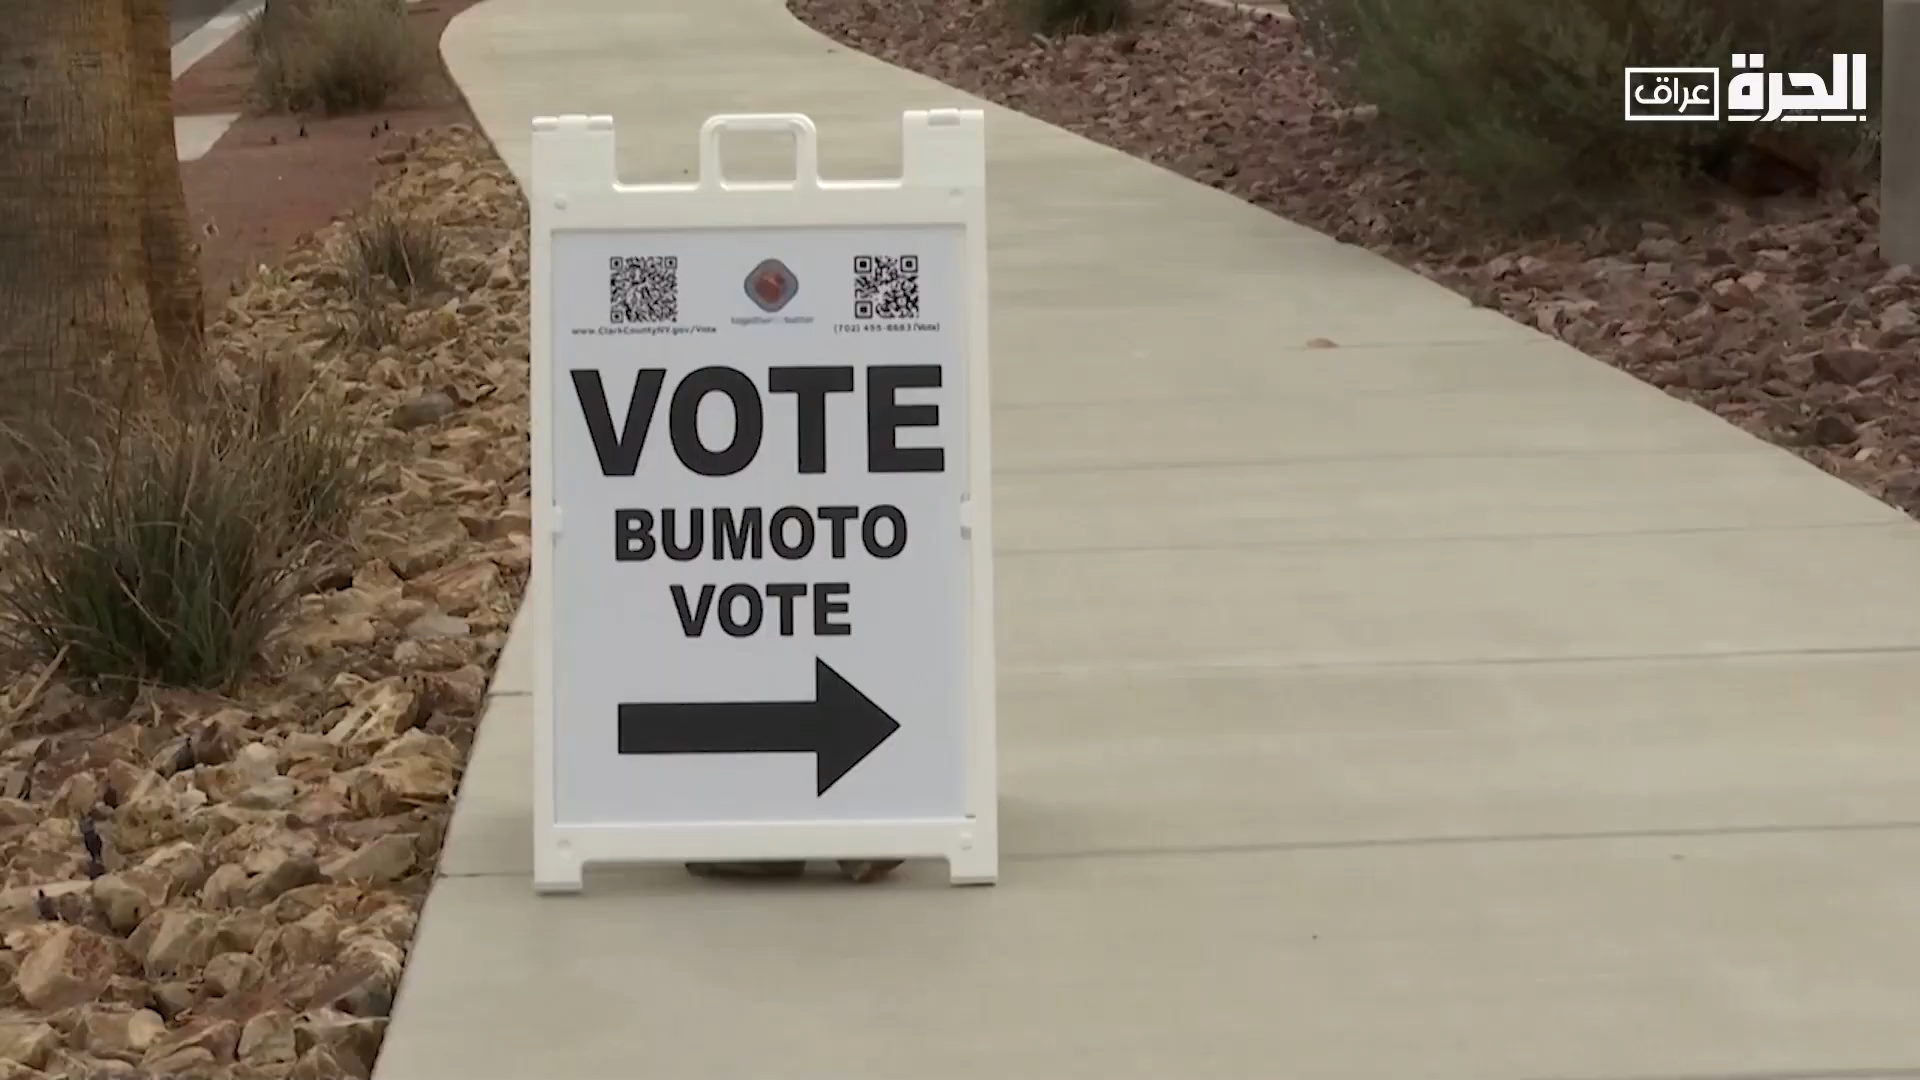 الحرة عراق
www.ClarkCountyNV.gov/Vote
(702) 455-8683 (Vote)
VOTE
BUMOTO
VOTE